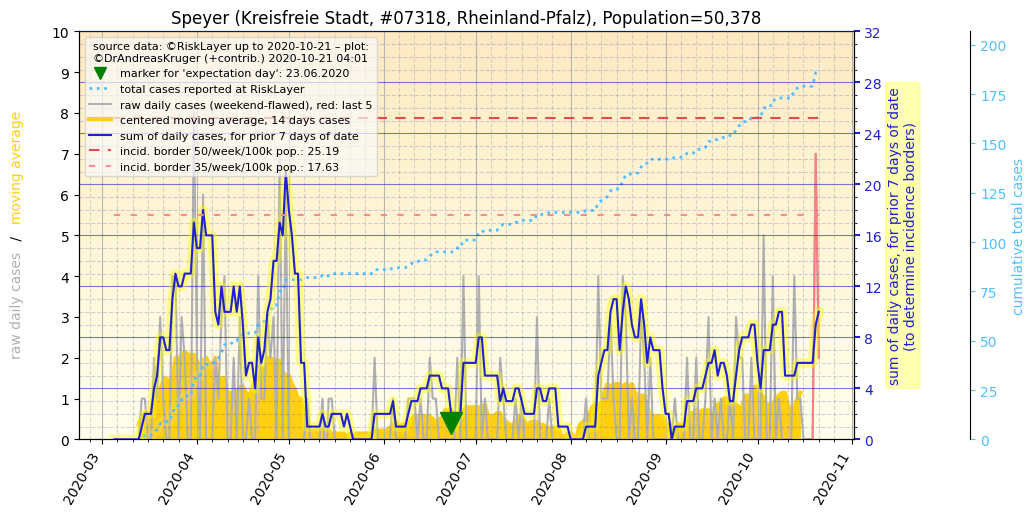 Speyer (Kreisfreie Stadt, #07318, Rheinland-Pfalz), Population=50,378
source data: ©RiskLayer up to 2020-10-21 – plot:
©DrAndreasKruger (+contrib.) 2020-10-21 04:01
marker for 'expectation day': 23.06.2020
total cases reported at RiskLayer
raw daily cases (weekend-flawed), red: last 5
centered moving average, 14 days cases
sum of daily cases, for prior 7 days of date
incid. border 50/week/100k pop.: 25.19
incid. border 35/week/100k pop.: 17.63
raw daily cases / moving average
10
9
8
7
6
5
4
3
2
1
0
32
28
24
20
16
12
8
4
0
sum of daily cases, for prior 7 days of date
(to determine incidence borders)
200
175
150
125
100
75
50
25
0
cumulative total cases
2020-03
2020-04
2020-05
2020-06
2020-07
2020-08
2020-09
2020-10
2020-11